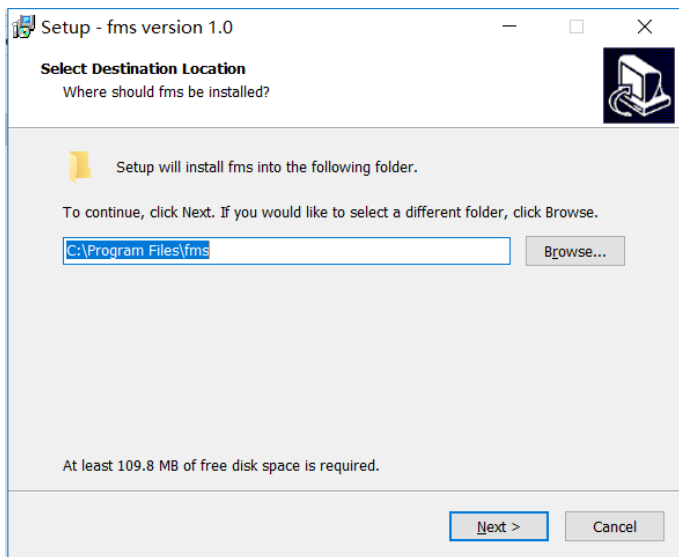 Setup - fms version 1.0
Select Destination Location
Where should fms be installed?
Setup will install fms into the following folder.
To continue, click Next. If you would like to select a different folder, click Browse.
C:\Program Files\fms
Browse...
At least 109.8 MB of free disk space is required.
Next >
Cancel